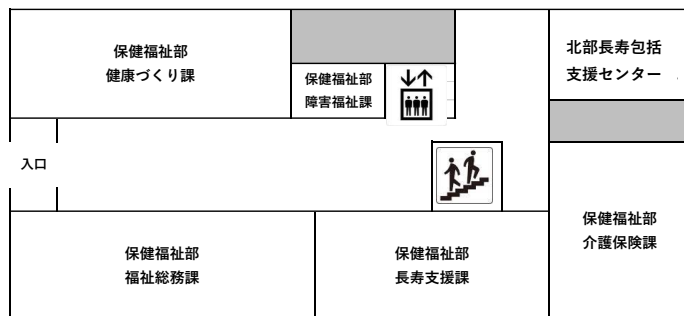 保健福祉部
健康づくり課
保健福祉部
障害福祉課
北部長寿包括
支援センター
入口
保健福祉部
福祉総務課
保健福祉部
長寿支援課
保健福祉部
介護保険課